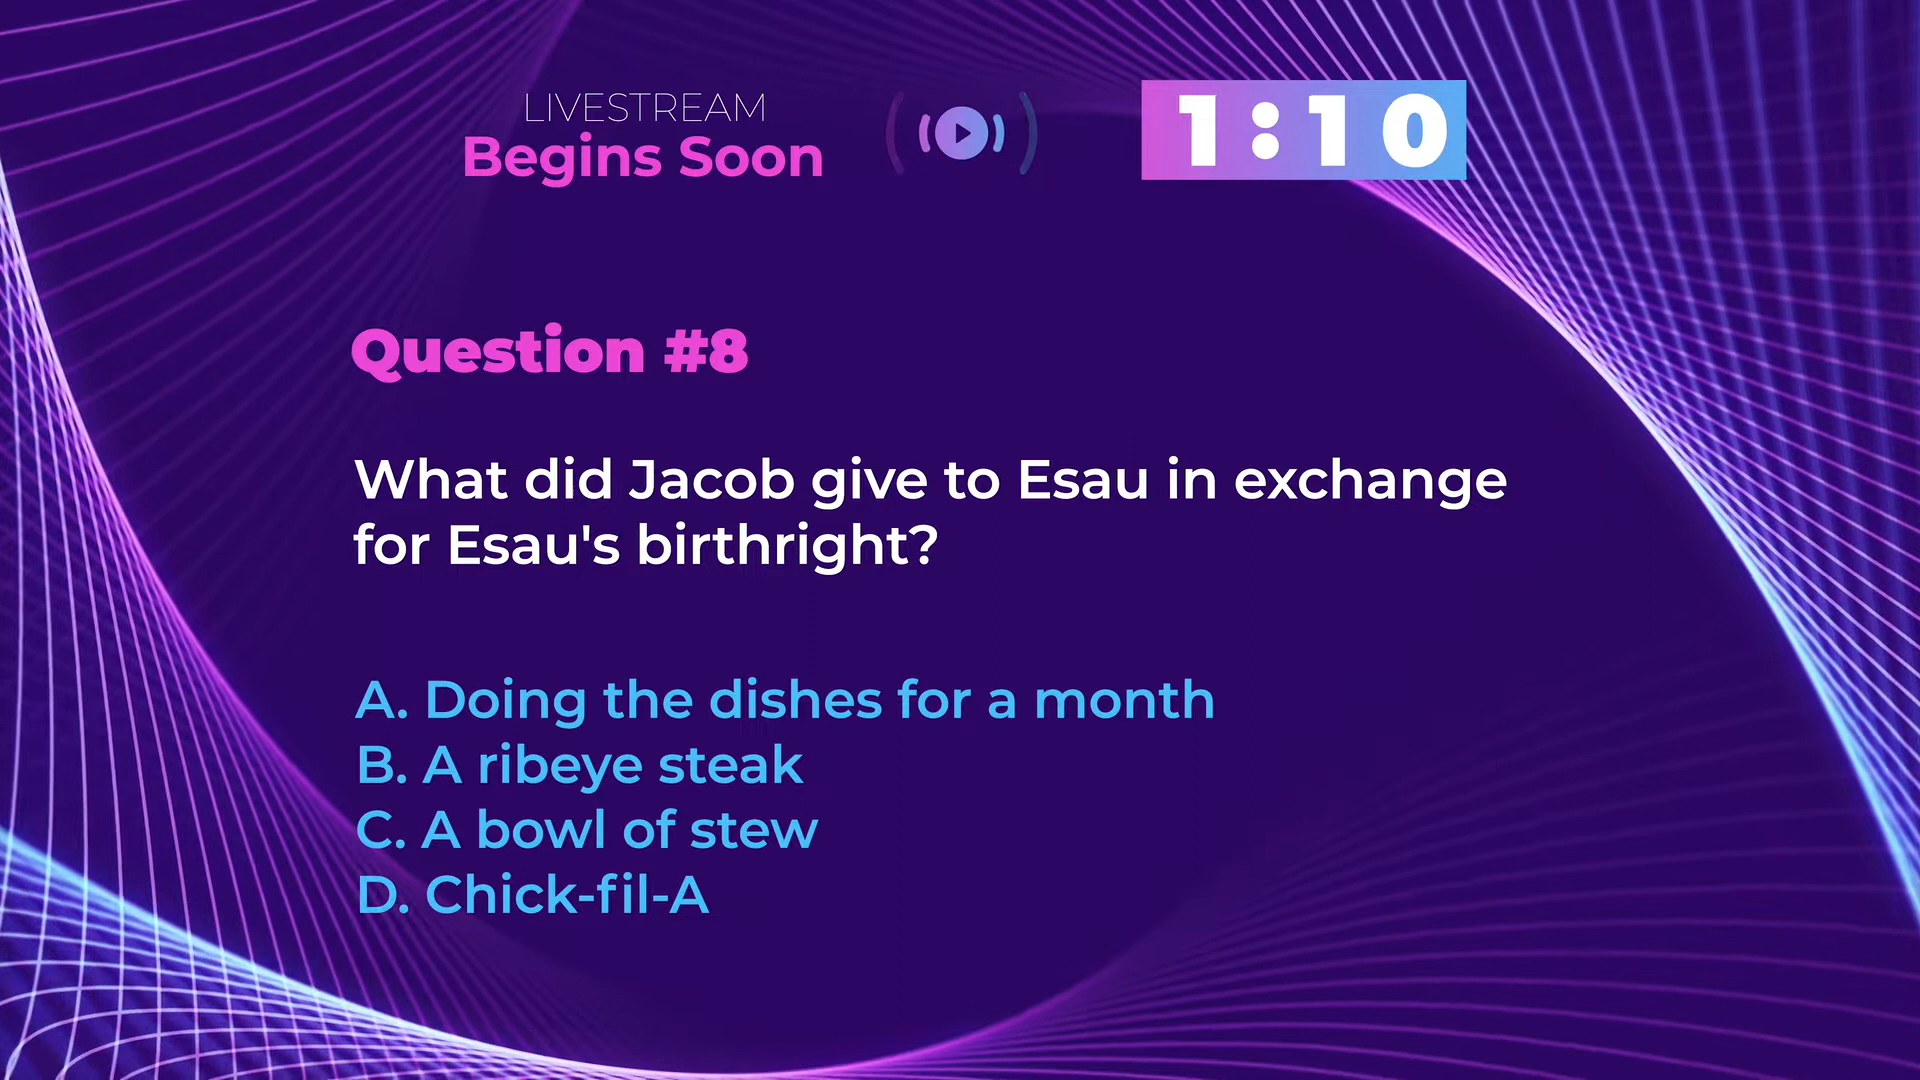 LIVESTREAM
Begins Soon
1:10
Question #8
What did Jacob give to Esau in exchange
for Esau's birthright?
A. Doing the dishes for a month
B. A ribeye steak
C. A bowl of stew
D. Chick-fil-A